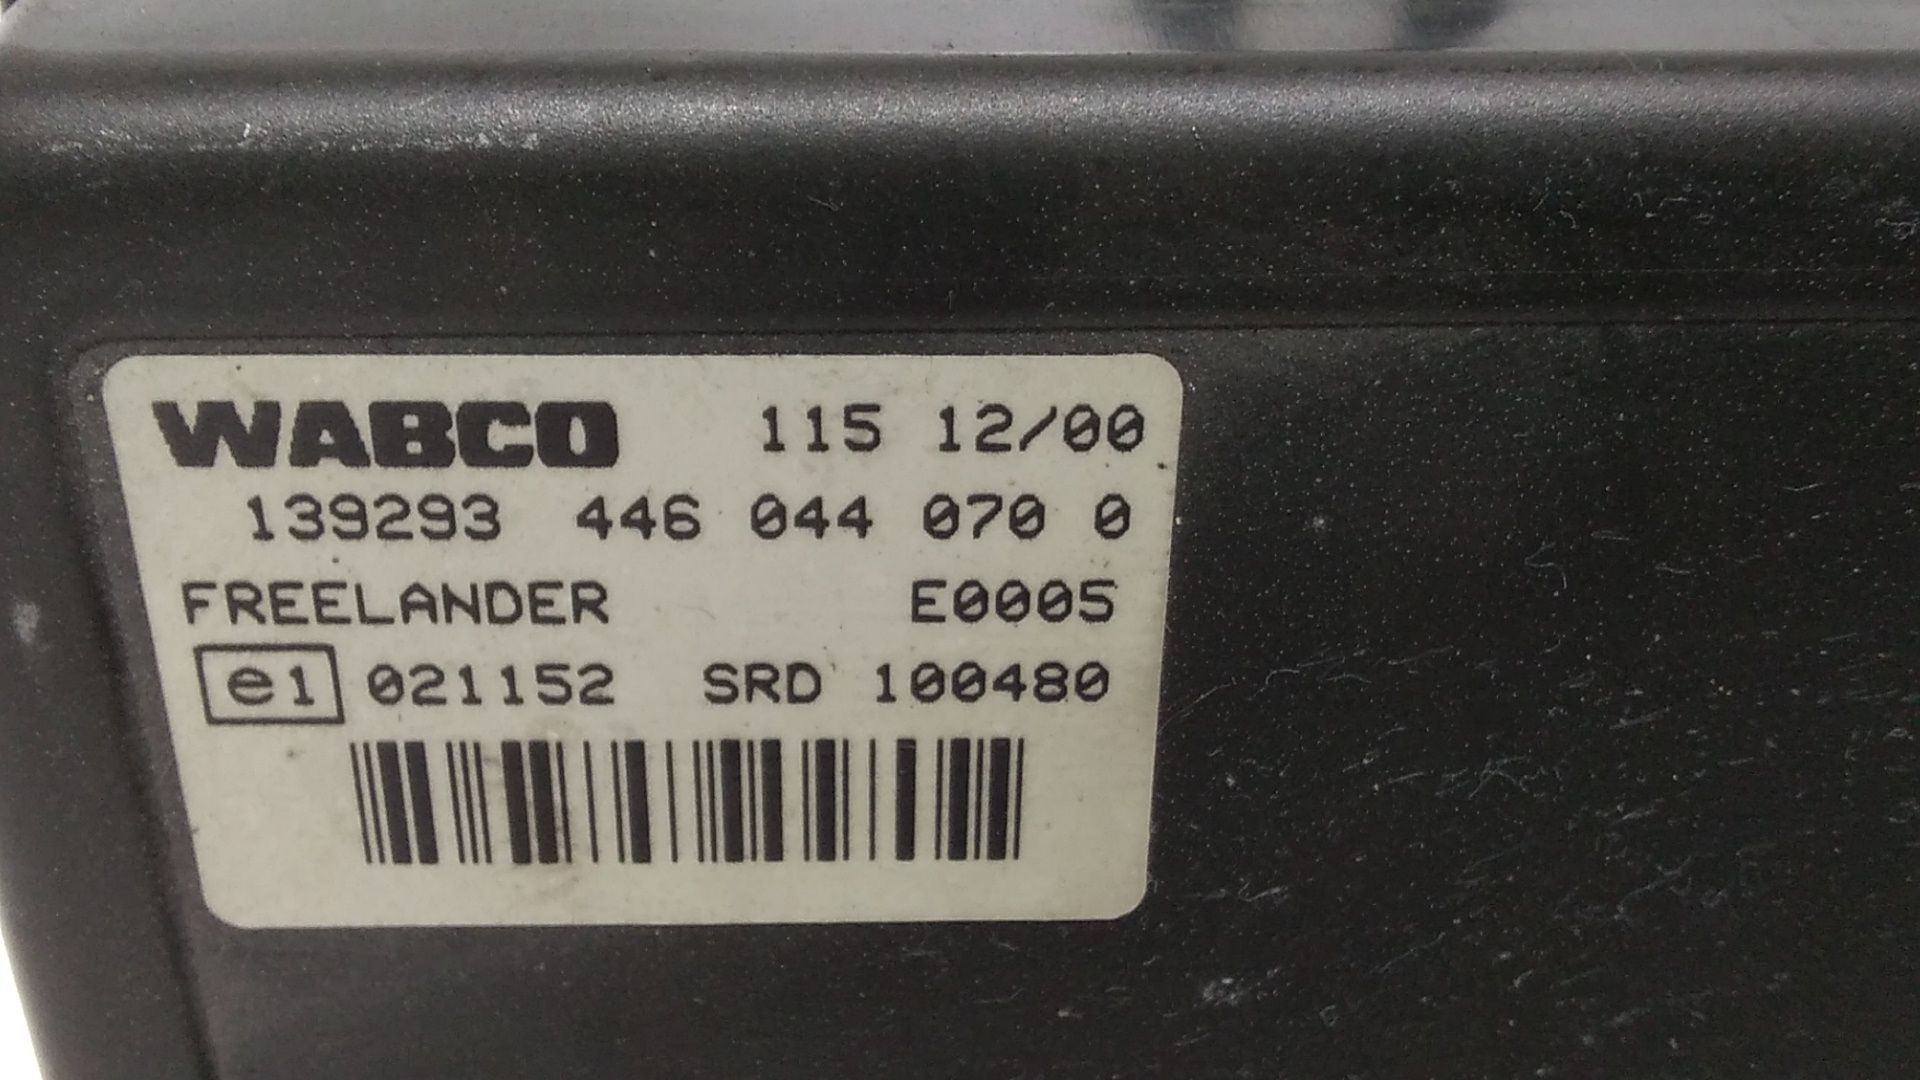 WABCO 115 12/00
139293 446 044 070 0
FREELANDER E0005
e1 021152 SRD 100480